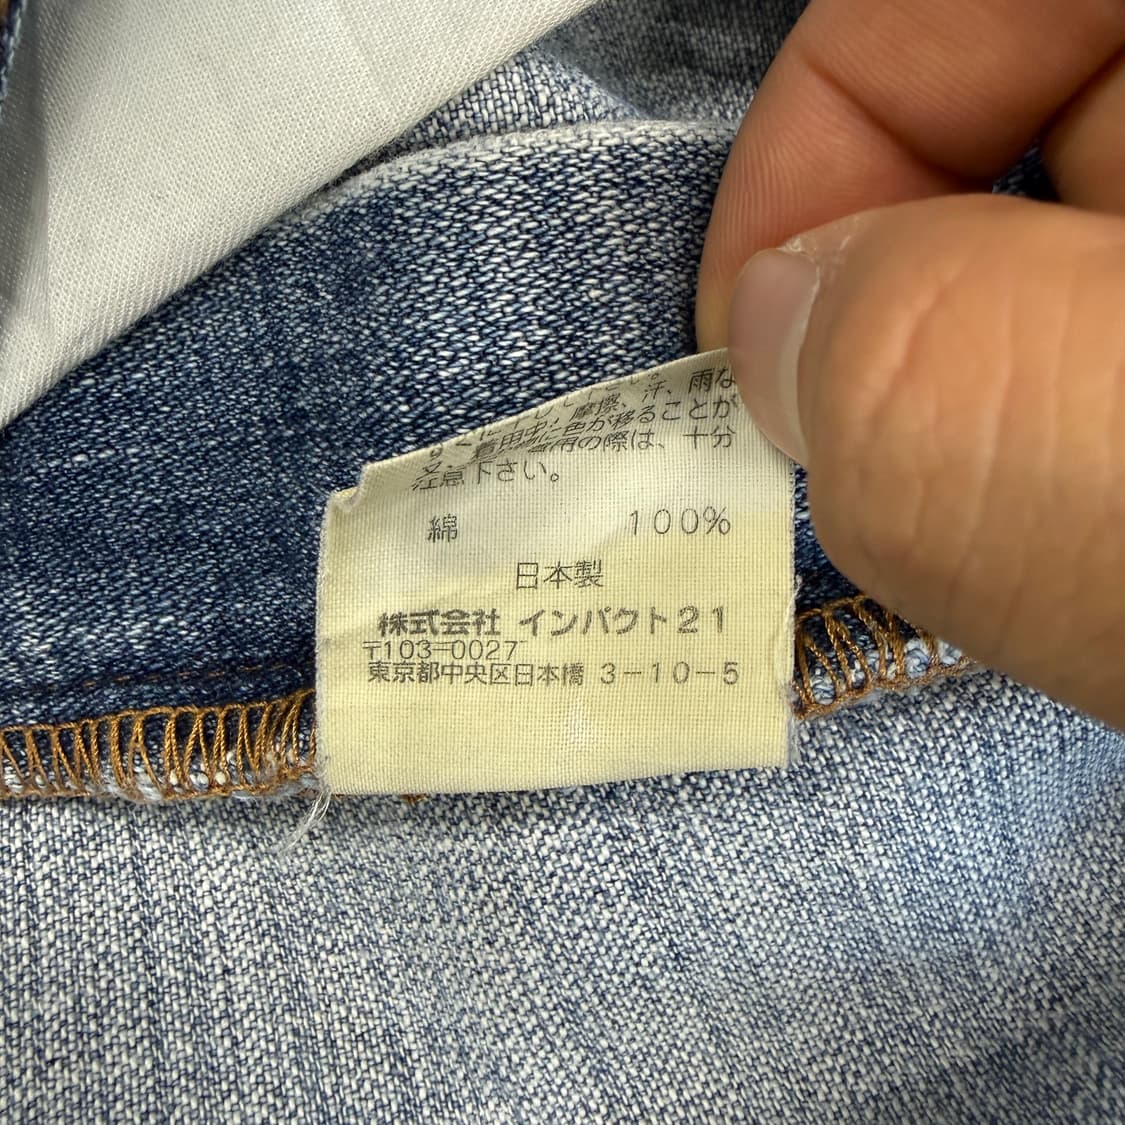 摩擦、汗、雨な
着用中に色が移ることが
の際は、十分
注意下さい。
綿 100%
日本製
株式会社 インパクト21
〒103-0027
東京都中央区日本橋 3-10-5